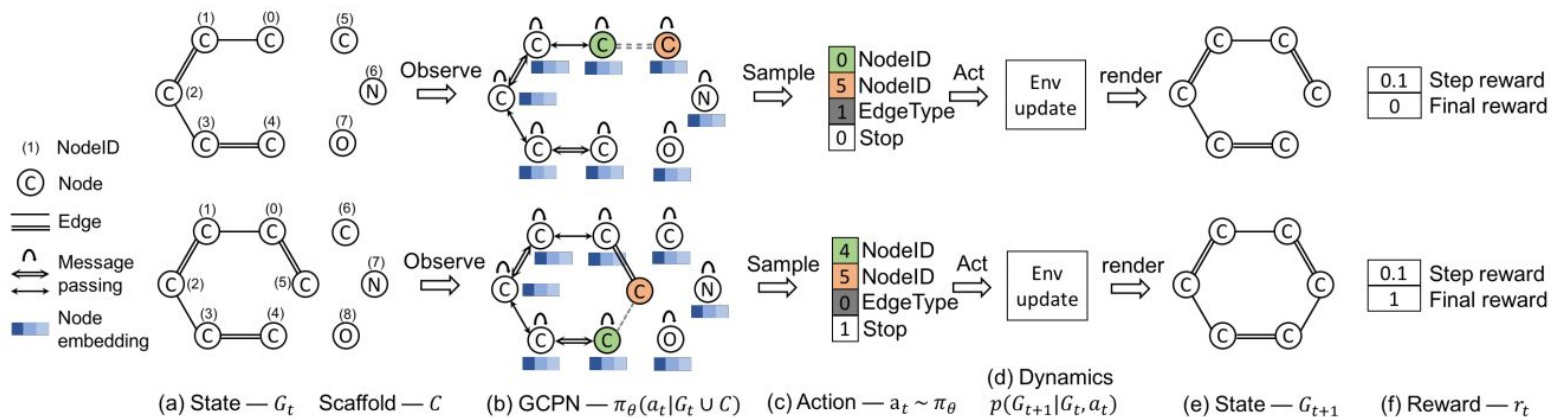 (1) (0) (5)
C C C
(6)
C (2) N
(3) (4) (7)
C C O
Observe
C C C
C N
C C O
Sample
0 NodeID
5 NodeID
1 EdgeType
0 Stop
Act
Env
update
render
C C
C C
C C
0.1 Step reward
0 Final reward
(1) NodeID
C Node
Edge
Message
passing
Node
embedding
(1) (0) (6)
C C C
(7)
C (2) (5) C N
(3) (4) (8)
C C O
Observe
C C C
C C N
C C O
Sample
4 NodeID
5 NodeID
0 EdgeType
1 Stop
Act
Env
update
render
C C
C C
C C
0.1 Step reward
1 Final reward
(a) State — G_t
Scaffold — C
(b) GCPN — π_θ(a_t|G_t ∪ C)
(c) Action — a_t ~ π_θ
(d) Dynamics
p(G_{t+1}|G_t, a_t)
(e) State — G_{t+1}
(f) Reward — r_t